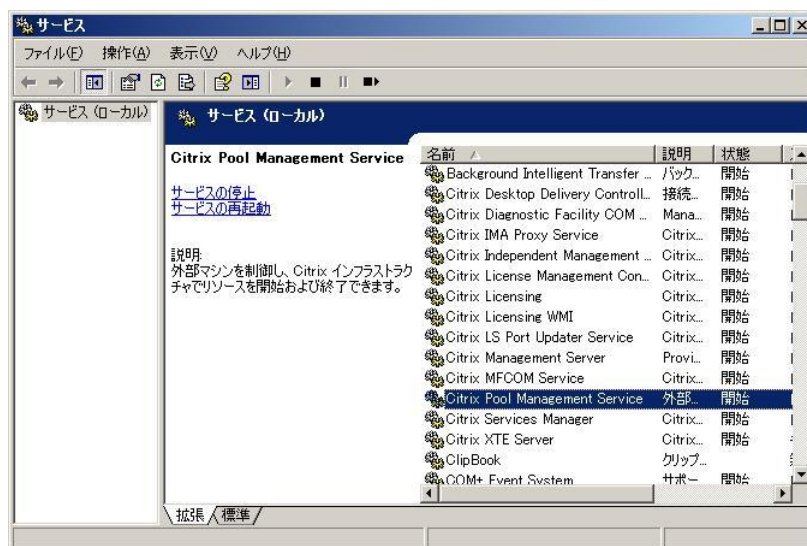 サービス
ファイル(F) 操作(A) 表示(V) ヘルプ(H)
サービス (ローカル)
サービス (ローカル)
Citrix Pool Management Service
サービスの停止
サービスの再起動
説明:
外部マシンを制御し、Citrix インフラストラク
チャでリソースを開始および終了できます。
名前 説明 状態
Background Intelligent Transfer ... バック... 開始
Citrix Desktop Delivery Controll... 接続... 開始
Citrix Diagnostic Facility COM ... Mana... 開始
Citrix IMA Proxy Service Citrix... 開始
Citrix Independent Management ... Citrix... 開始
Citrix License Management Con... Citrix... 開始
Citrix Licensing Citrix... 開始
Citrix Licensing WMI Citrix... 開始
Citrix LS Port Updater Service Citrix... 開始
Citrix Management Server Provi... 開始
Citrix MFCOM Service Citrix... 開始
Citrix Pool Management Service 外部... 開始
Citrix Services Manager Citrix... 開始
Citrix XTE Server Citrix... 開始
ClipBook クリップ...
COM+ Event System サポー... 開始
拡張 標準